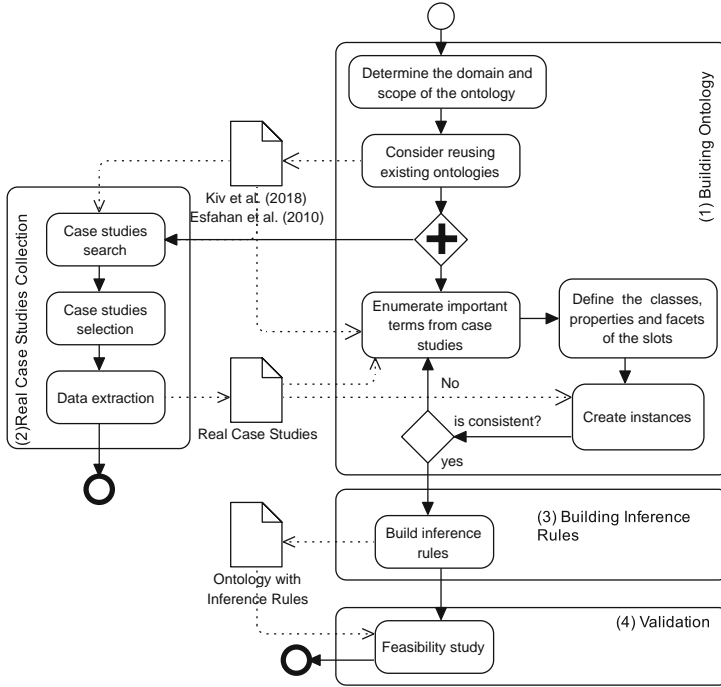 Determine the domain and
scope of the ontology
(1) Building Ontology
Consider reusing
existing ontologies
Kiv et al. (2018)
Esfahan et al. (2010)
(2)Real Case Studies Collection
Case studies
search
Case studies
selection
Data extraction
Enumerate important
terms from case
studies
Define the classes,
properties and facets
of the slots
No
Real Case Studies
is consistent?
Create instances
yes
(3) Building Inference
Rules
Build inference
rules
Ontology with
Inference Rules
(4) Validation
Feasibility study